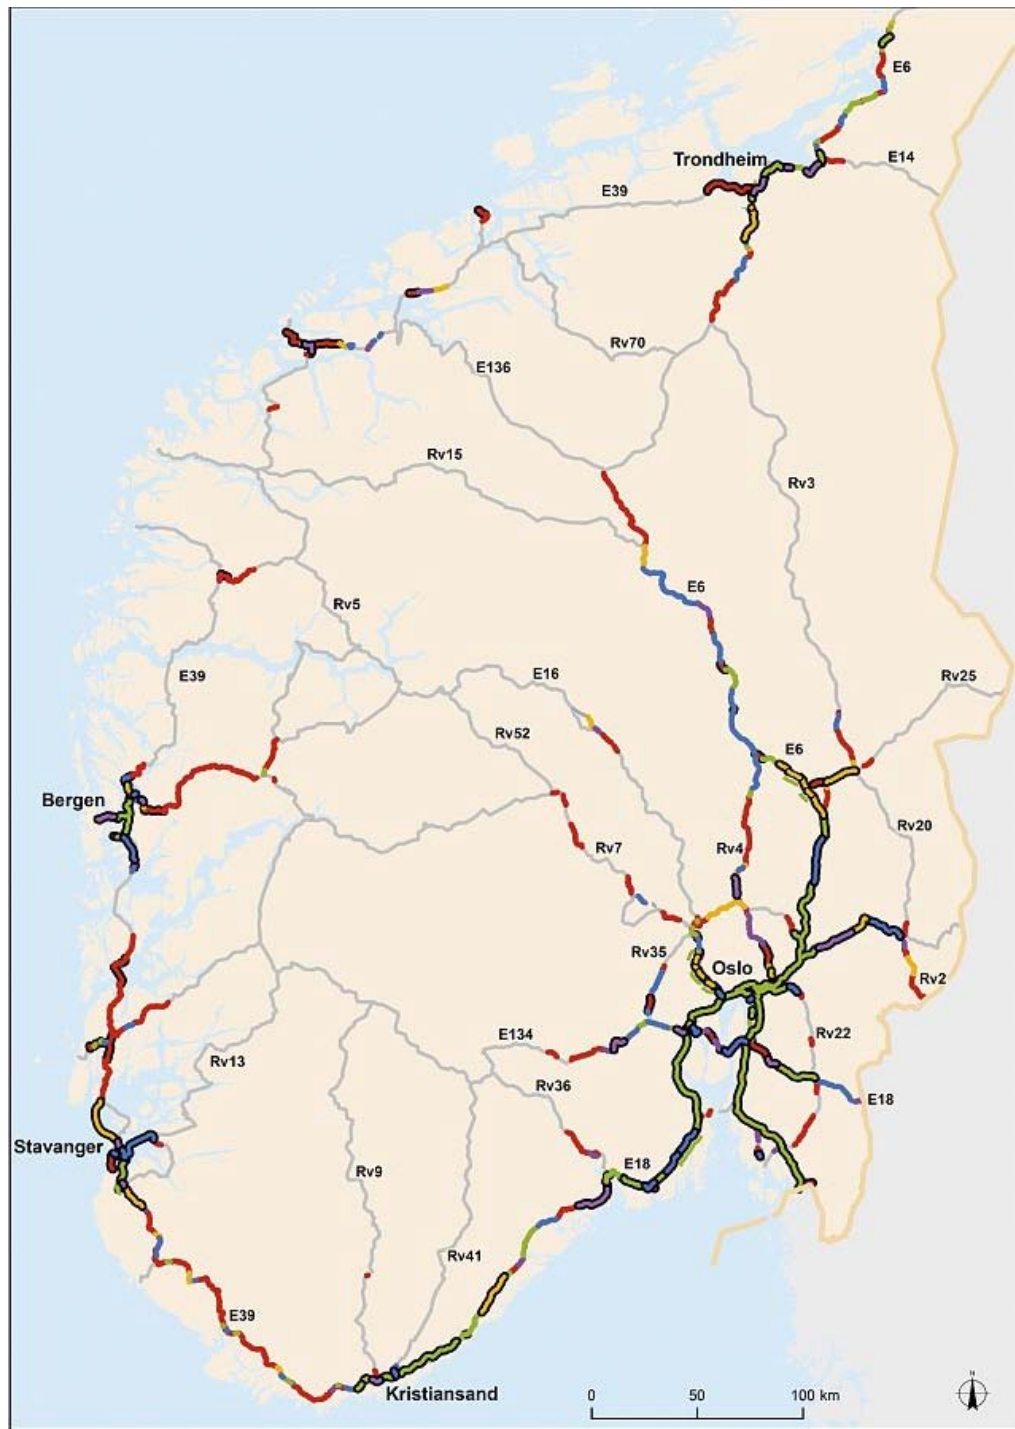 E6
Trondheim
E14
E39
Rv70
E136
Rv15
Rv3
E6
Rv5
E39
E16
Rv25
Rv52
E6
Bergen
Rv20
Rv7
Rv4
Rv35
Oslo
Rv2
E134
Rv22
Rv13
Rv36
E18
Stavanger
E18
Rv9
Rv41
E39
N
Kristiansand
0 50 100 km